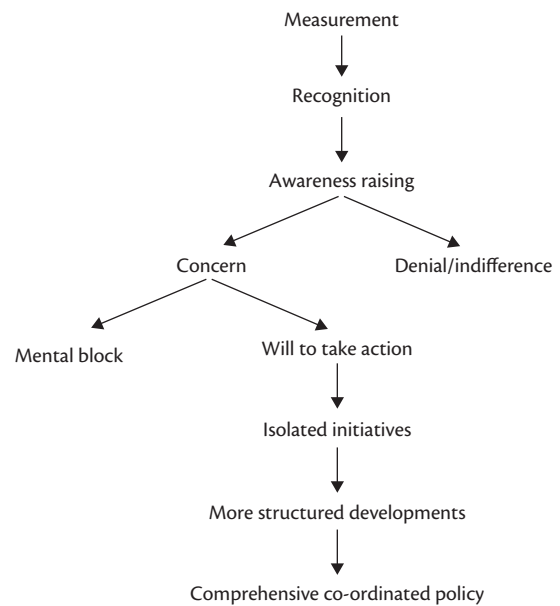 Measurement
Recognition
Awareness raising
Concern
Denial/indifference
Mental block
Will to take action
Isolated initiatives
More structured developments
Comprehensive co-ordinated policy